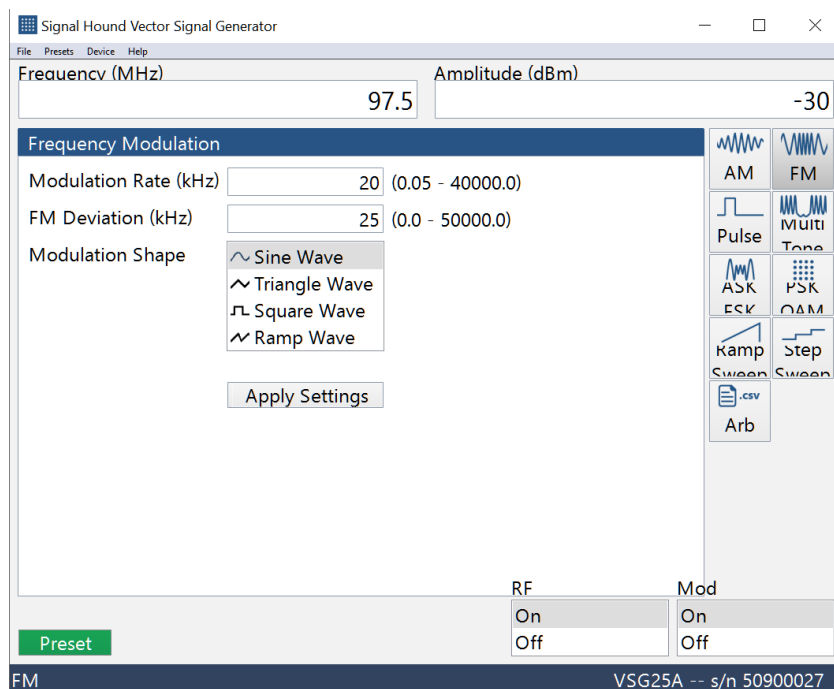 Signal Hound Vector Signal Generator
File Presets Device Help
Frequency (MHz) Amplitude (dBm)
97.5 -30
Frequency Modulation
Modulation Rate (kHz) 20 (0.05 - 40000.0)
FM Deviation (kHz) 25 (0.0 - 50000.0)
Modulation Shape
Sine Wave
Triangle Wave
Square Wave
Ramp Wave
Apply Settings
AM FM
Pulse Multi
Tone
ASK PSK
FSK QAM
Ramp Step
Sweep Sweep
.csv
Arb
RF Mod
On On
Off Off
Preset
FM VSG25A -- s/n 50900027